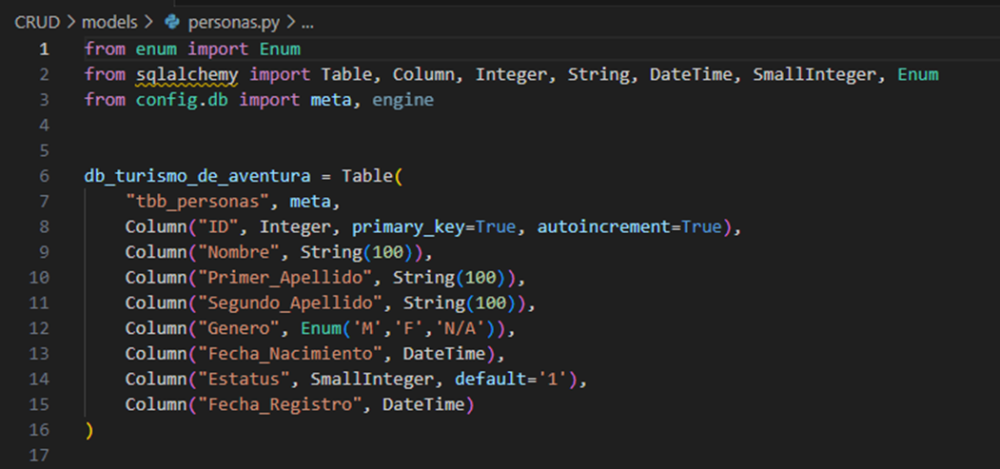 CRUD > models > personas.py > ...
1 from enum import Enum
2 from sqlalchemy import Table, Column, Integer, String, DateTime, SmallInteger, Enum
3 from config.db import meta, engine
4
5
6 db_turismo_de_aventura = Table(
7     "tbb_personas", meta,
8     Column("ID", Integer, primary_key=True, autoincrement=True),
9     Column("Nombre", String(100)),
10     Column("Primer_Apellido", String(100)),
11     Column("Segundo_Apellido", String(100)),
12     Column("Genero", Enum('M','F','N/A')),
13     Column("Fecha_Nacimiento", DateTime),
14     Column("Estatus", SmallInteger, default='1'),
15     Column("Fecha_Registro", DateTime)
16 )
17